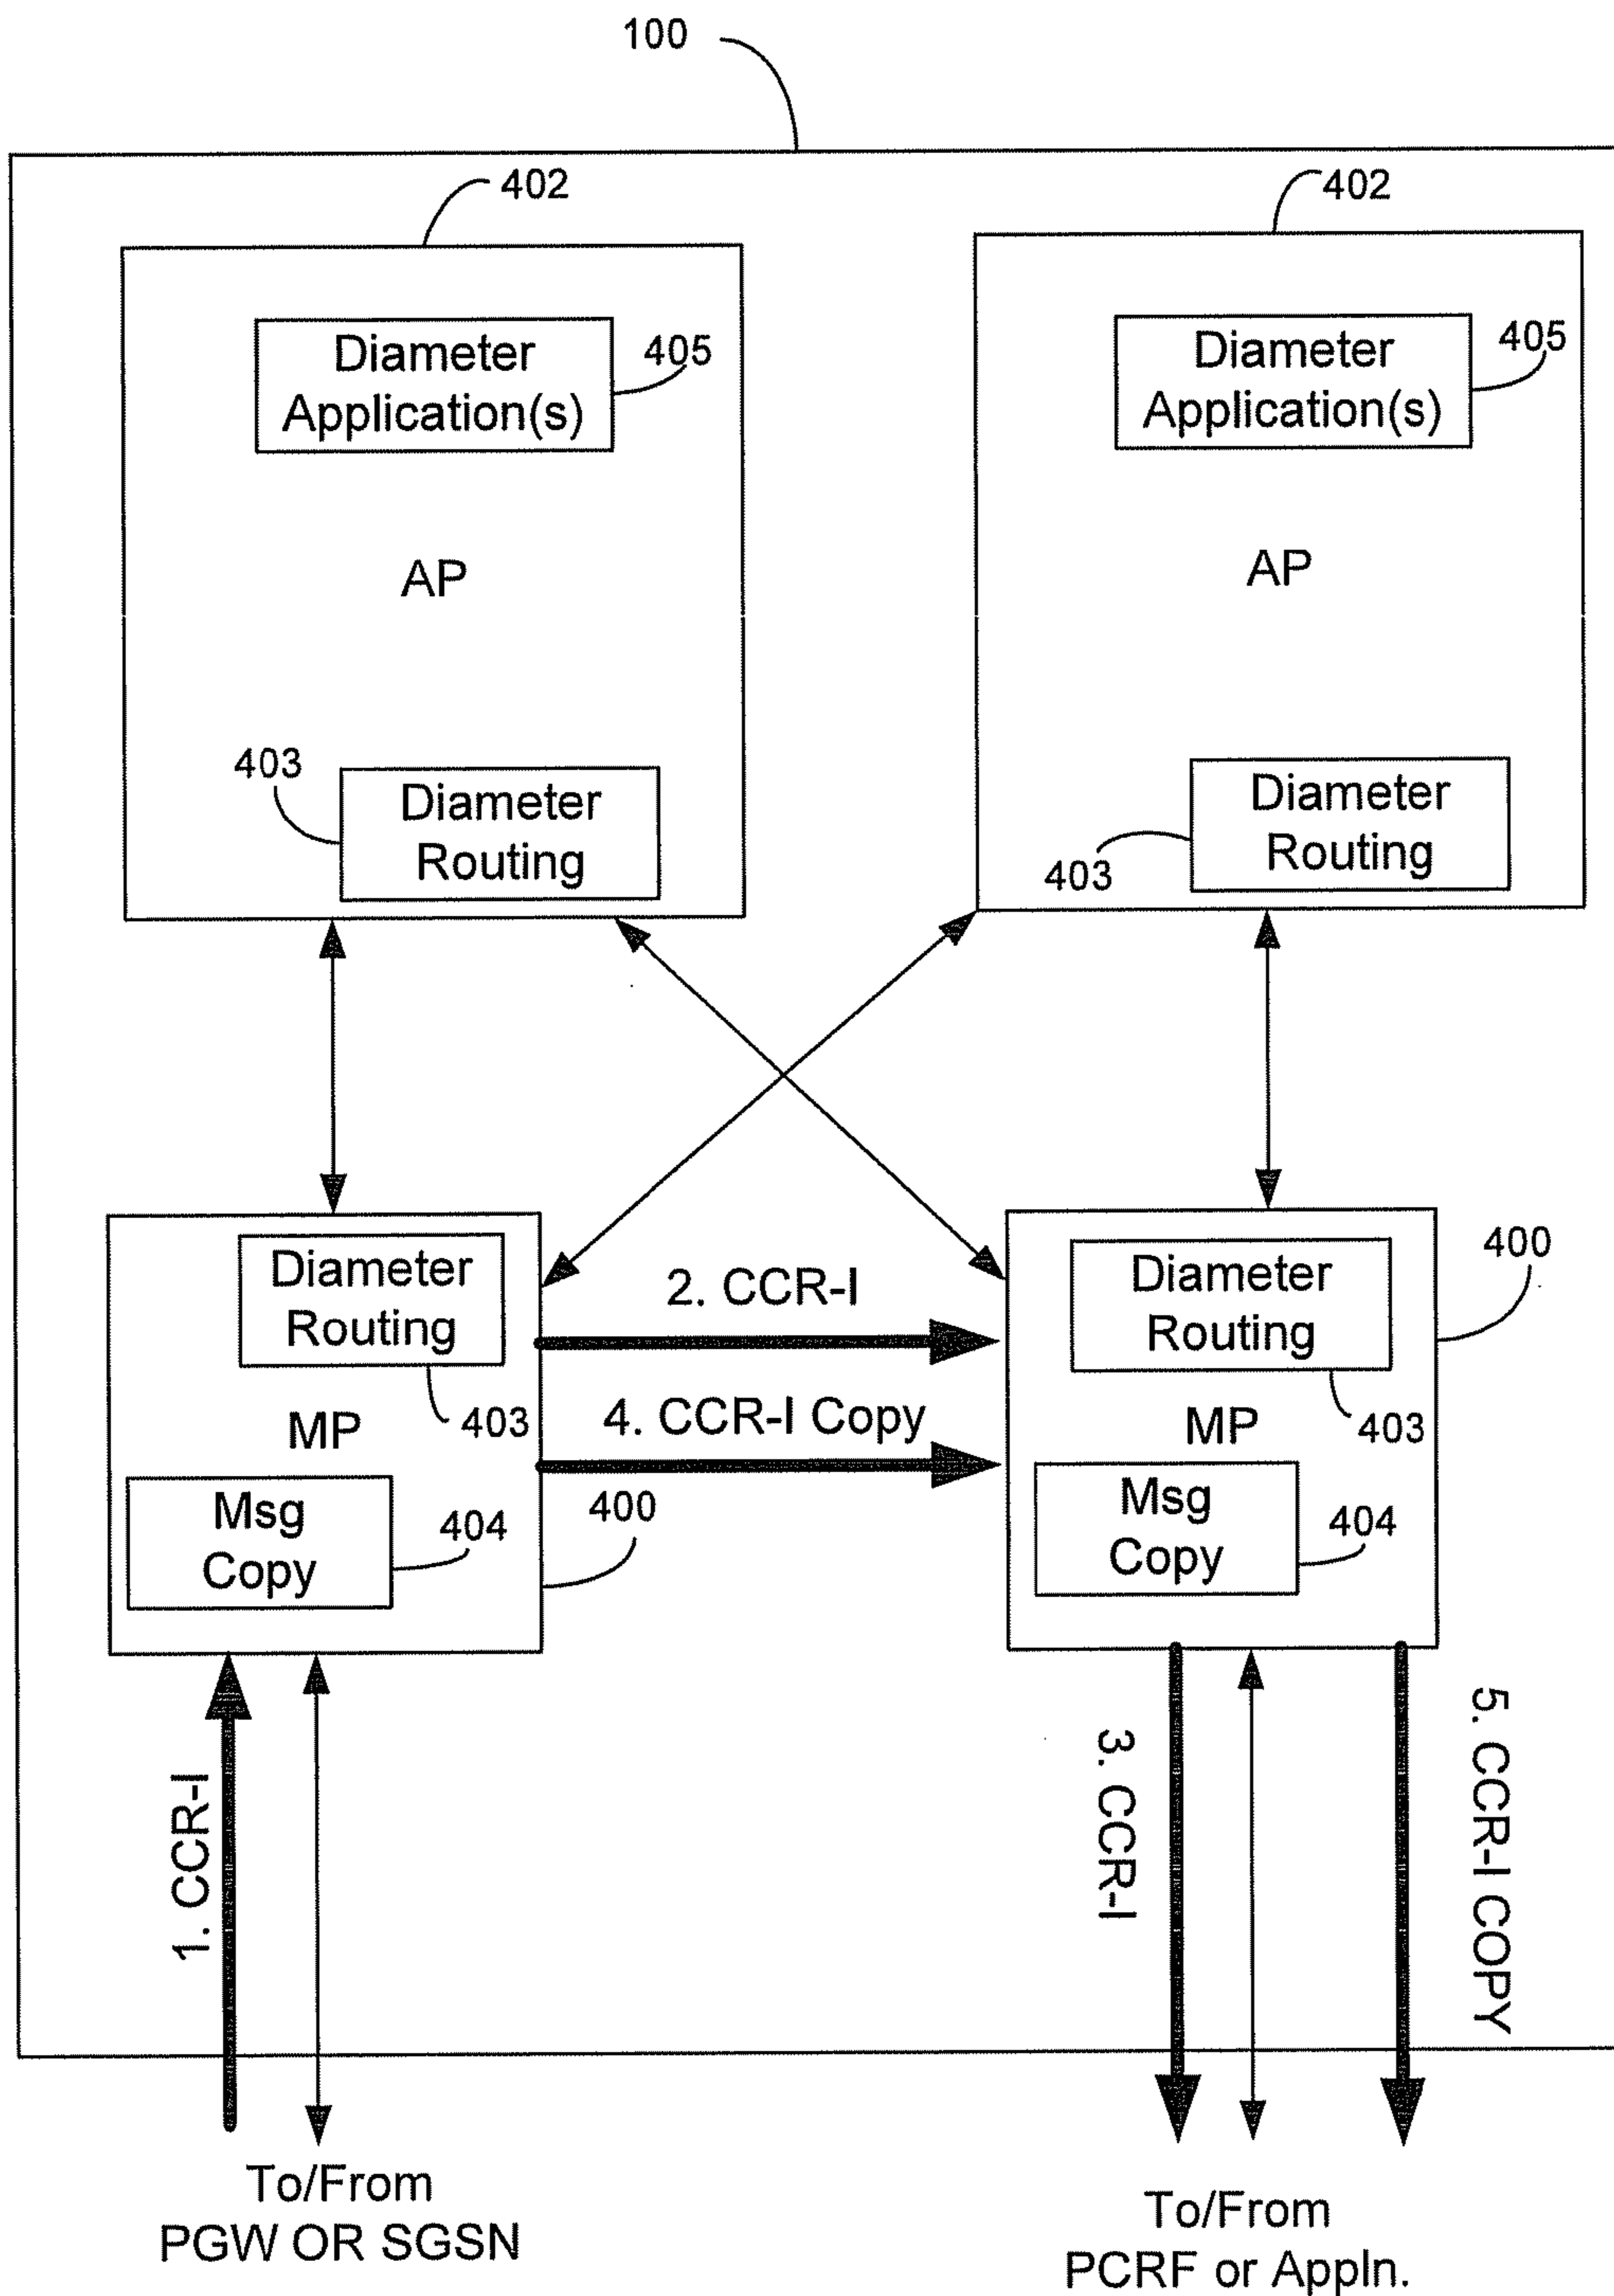 100
402
402
Diameter
Application(s)
405
Diameter
Application(s)
405
AP
AP
403
Diameter
Routing
403
Diameter
Routing
Diameter
Routing
403
MP
Msg
Copy
404
400
2. CCR-I
4. CCR-I Copy
Diameter
Routing
400
403
MP
Msg
Copy
404
1. CCR-I
3. CCR-I
5. CCR-I COPY
To/From
PGW OR SGSN
To/From
PCRF or Appln.